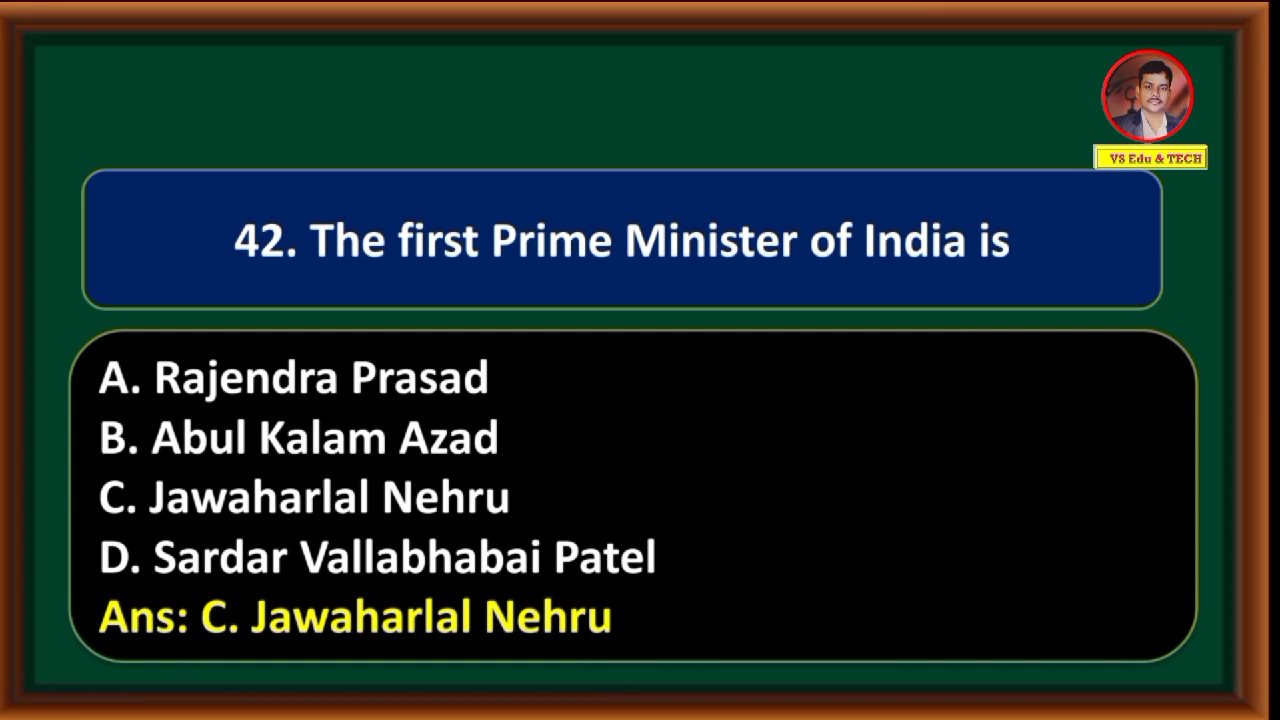 VS Edu & TECH
42. The first Prime Minister of India is
A. Rajendra Prasad
B. Abul Kalam Azad
C. Jawaharlal Nehru
D. Sardar Vallabhabai Patel
Ans: C. Jawaharlal Nehru